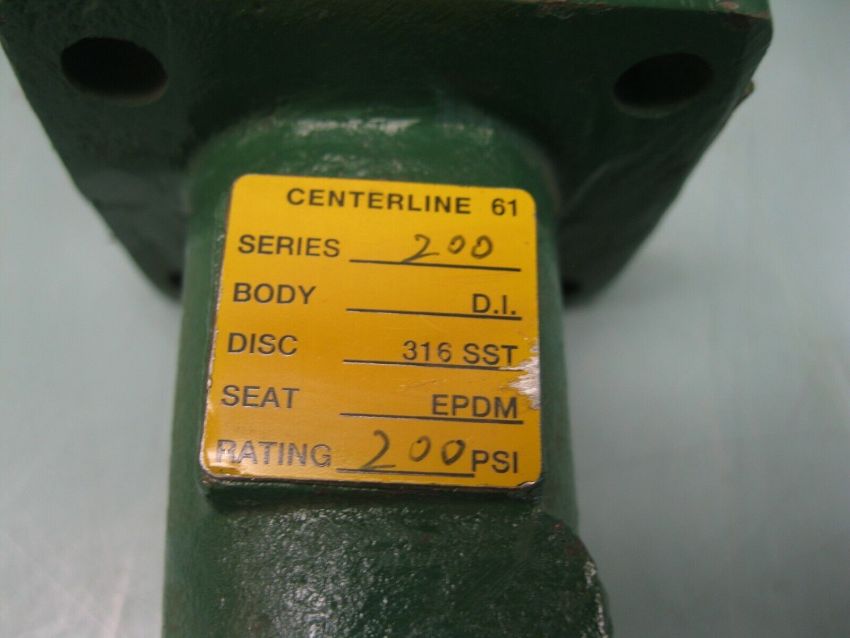 CENTERLINE 61
SERIES 200
BODY D.I.
DISC 316 SST
SEAT EPDM
RATING 200 PSI